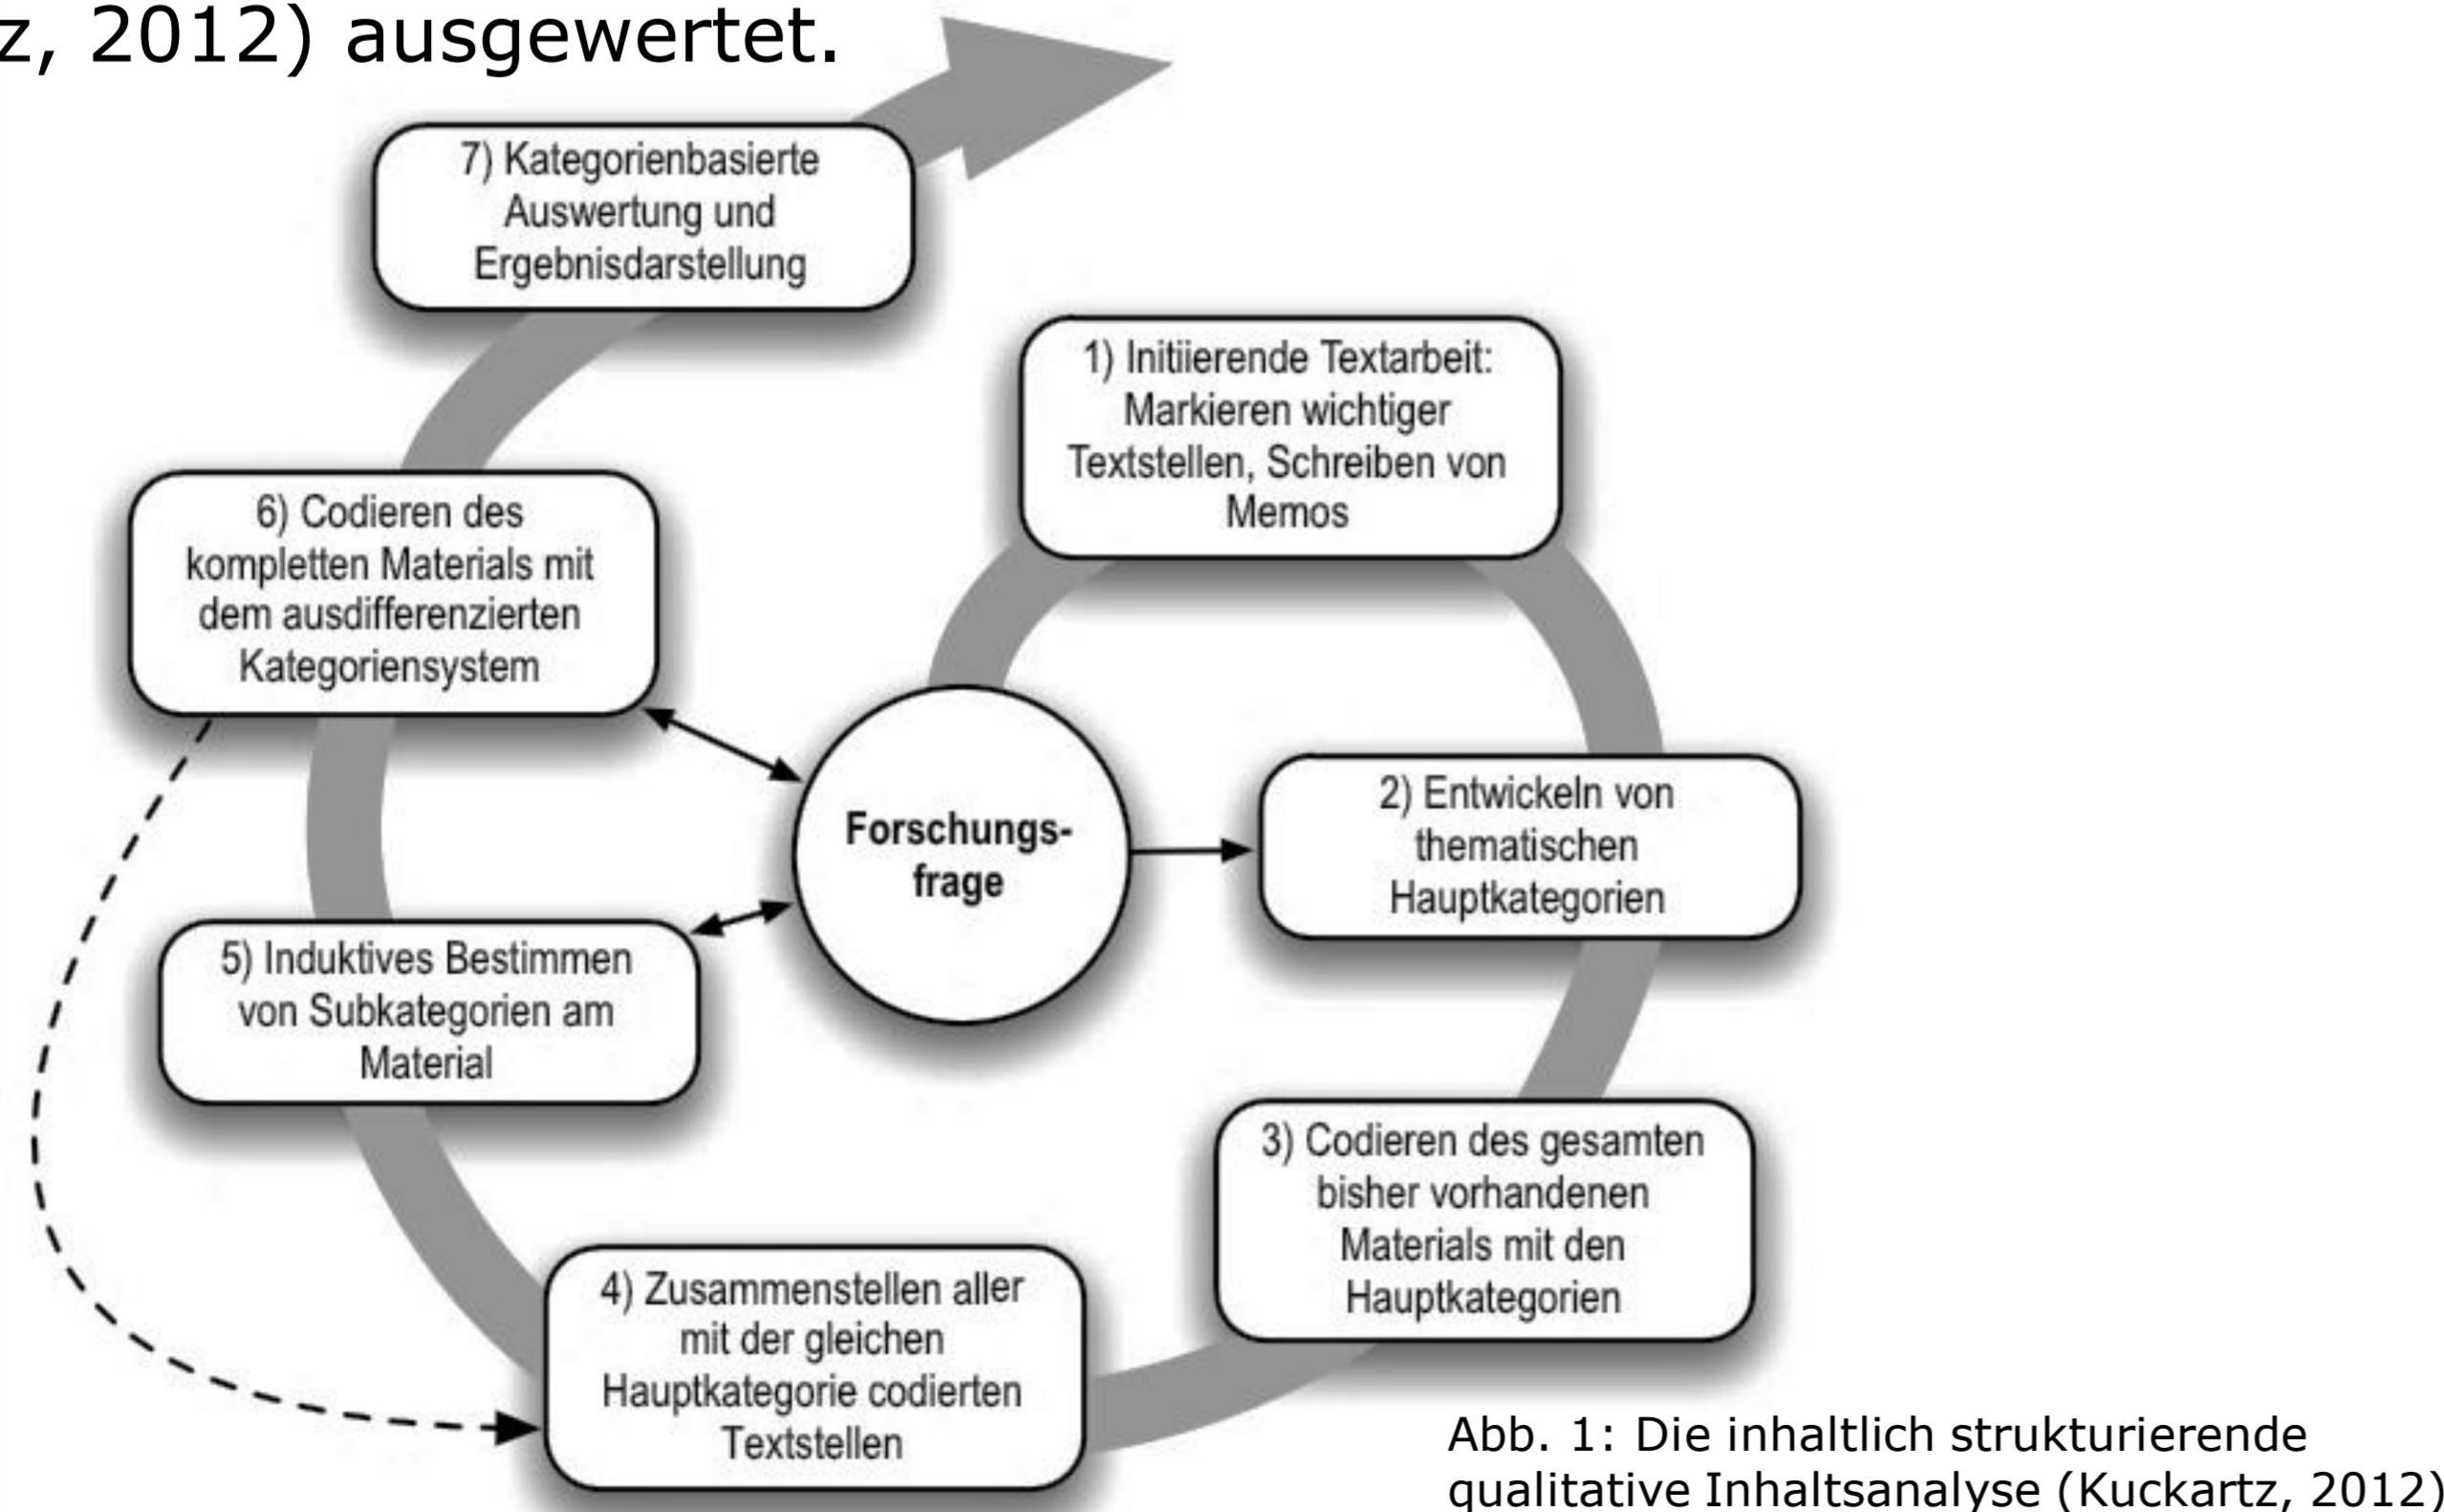 z, 2012) ausgewertet.
7) Kategorienbasierte
Auswertung und
Ergebnisdarstellung
1) Initiierende Textarbeit:
Markieren wichtiger
Textstellen, Schreiben von
Memos
6) Codieren des
kompletten Materials mit
dem ausdifferenzierten
Kategoriensystem
Forschungs-
frage
2) Entwickeln von
thematischen
Hauptkategorien
5) Induktives Bestimmen
von Subkategorien am
Material
3) Codieren des gesamten
bisher vorhandenen
Materials mit den
Hauptkategorien
4) Zusammenstellen aller
mit der gleichen
Hauptkategorie codierten
Textstellen
Abb. 1: Die inhaltlich strukturierende
qualitative Inhaltsanalyse (Kuckartz, 2012)